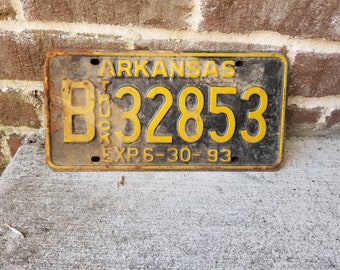 ARKANSAS
B TRUCK 32853
EXP. 6-30-93